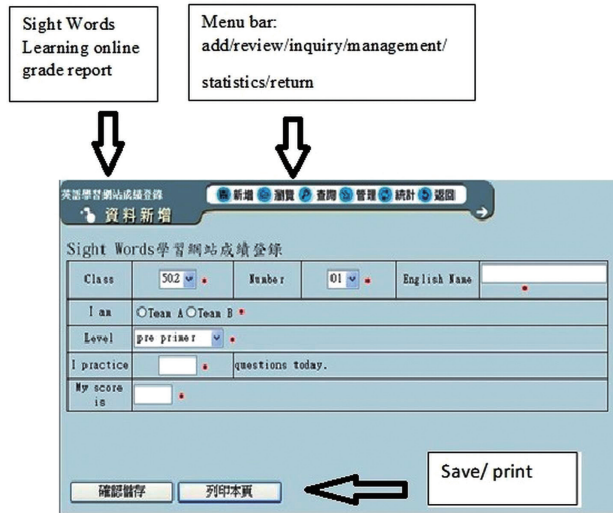 Sight Words
Learning online
grade report
Menu bar:
add/review/inquiry/management/
statistics/return
英語學習網站成績登錄
新增 瀏覽 查詢 管理 統計 返回
資料新增
Sight Words學習網站成績登錄
Class 502 * Number 01 * English Name *
I am Team A Team B *
Level pre primer *
I practice * questions today.
My score
is *
確認儲存 列印本頁
Save/ print